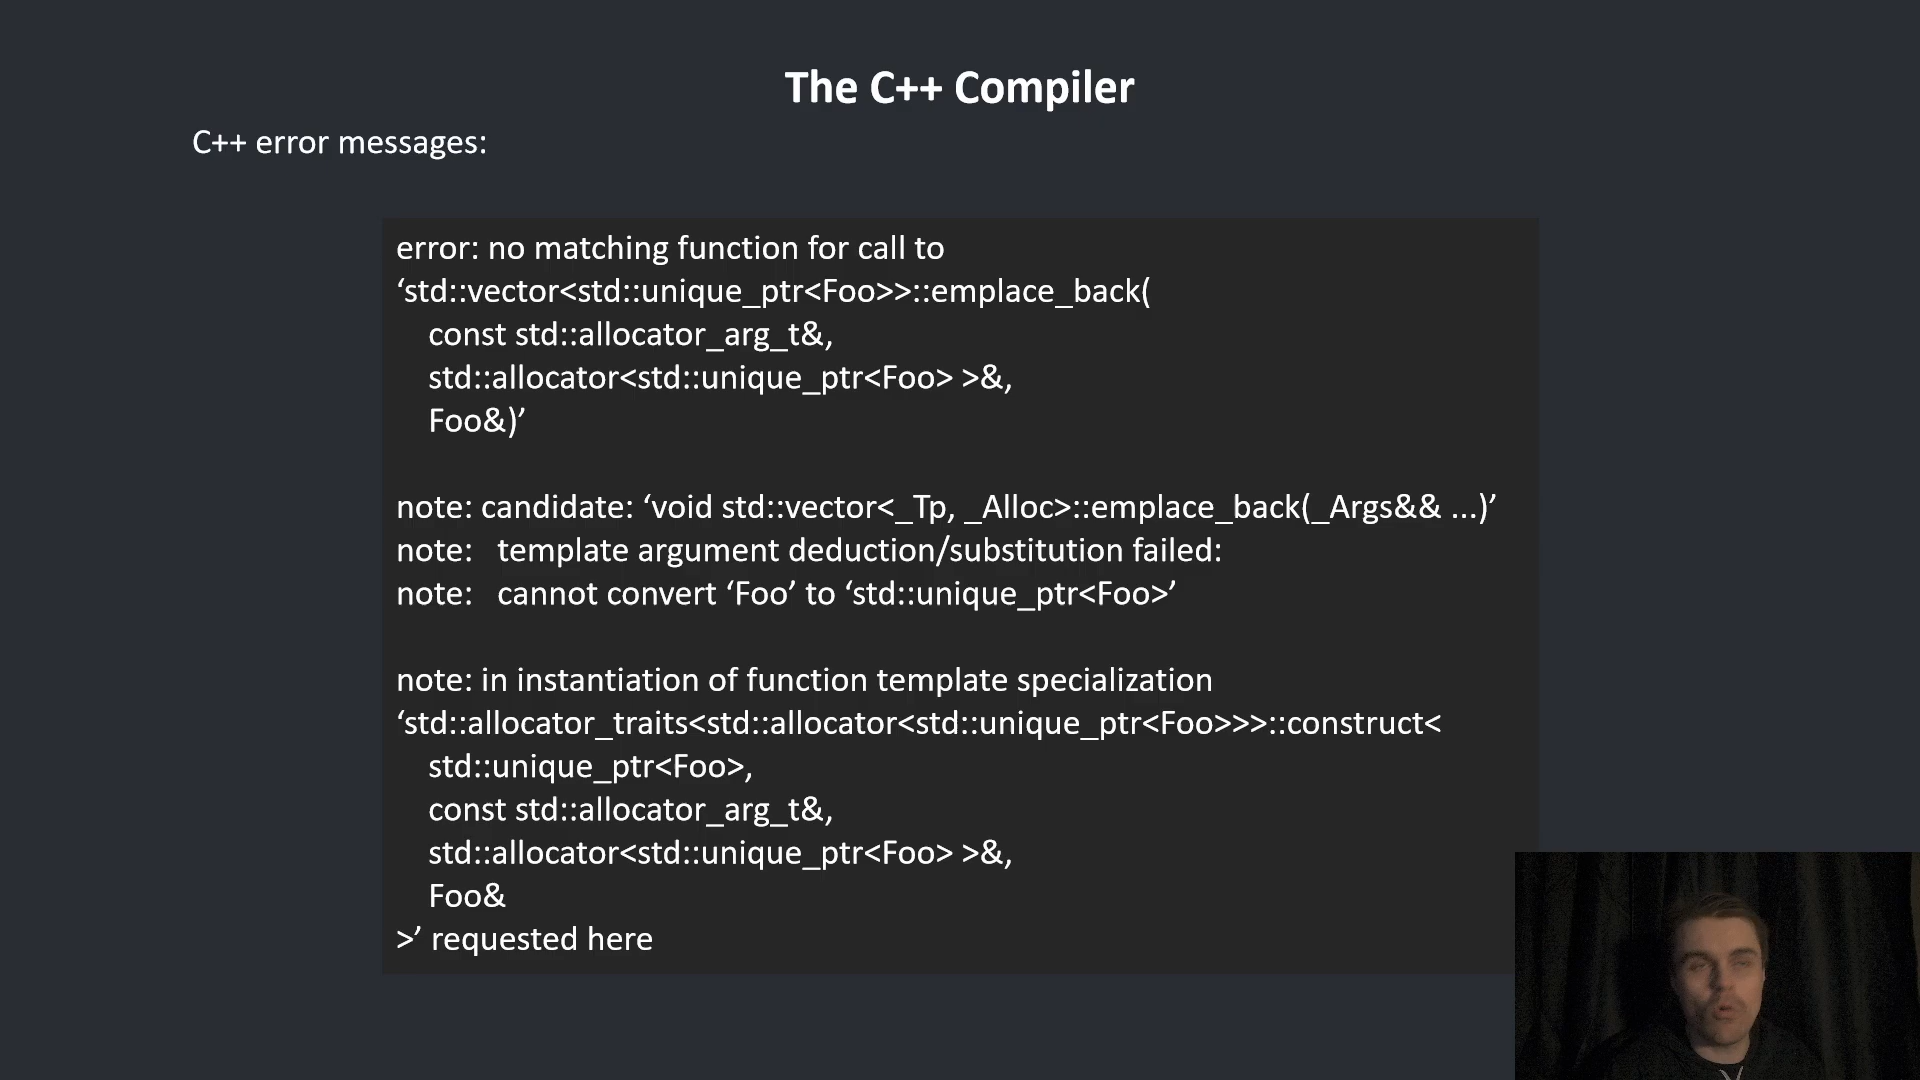 The C++ Compiler
C++ error messages:
error: no matching function for call to
‘std::vector<std::unique_ptr<Foo>>::emplace_back(
const std::allocator_arg_t&,
std::allocator<std::unique_ptr<Foo> >&,
Foo&)’
note: candidate: ‘void std::vector<_Tp, _Alloc>::emplace_back(_Args&& ...)’
note:   template argument deduction/substitution failed:
note:   cannot convert ‘Foo’ to ‘std::unique_ptr<Foo>’
note: in instantiation of function template specialization
‘std::allocator_traits<std::allocator<std::unique_ptr<Foo>>>::construct<
std::unique_ptr<Foo>,
const std::allocator_arg_t&,
std::allocator<std::unique_ptr<Foo> >&,
Foo&
>’ requested here